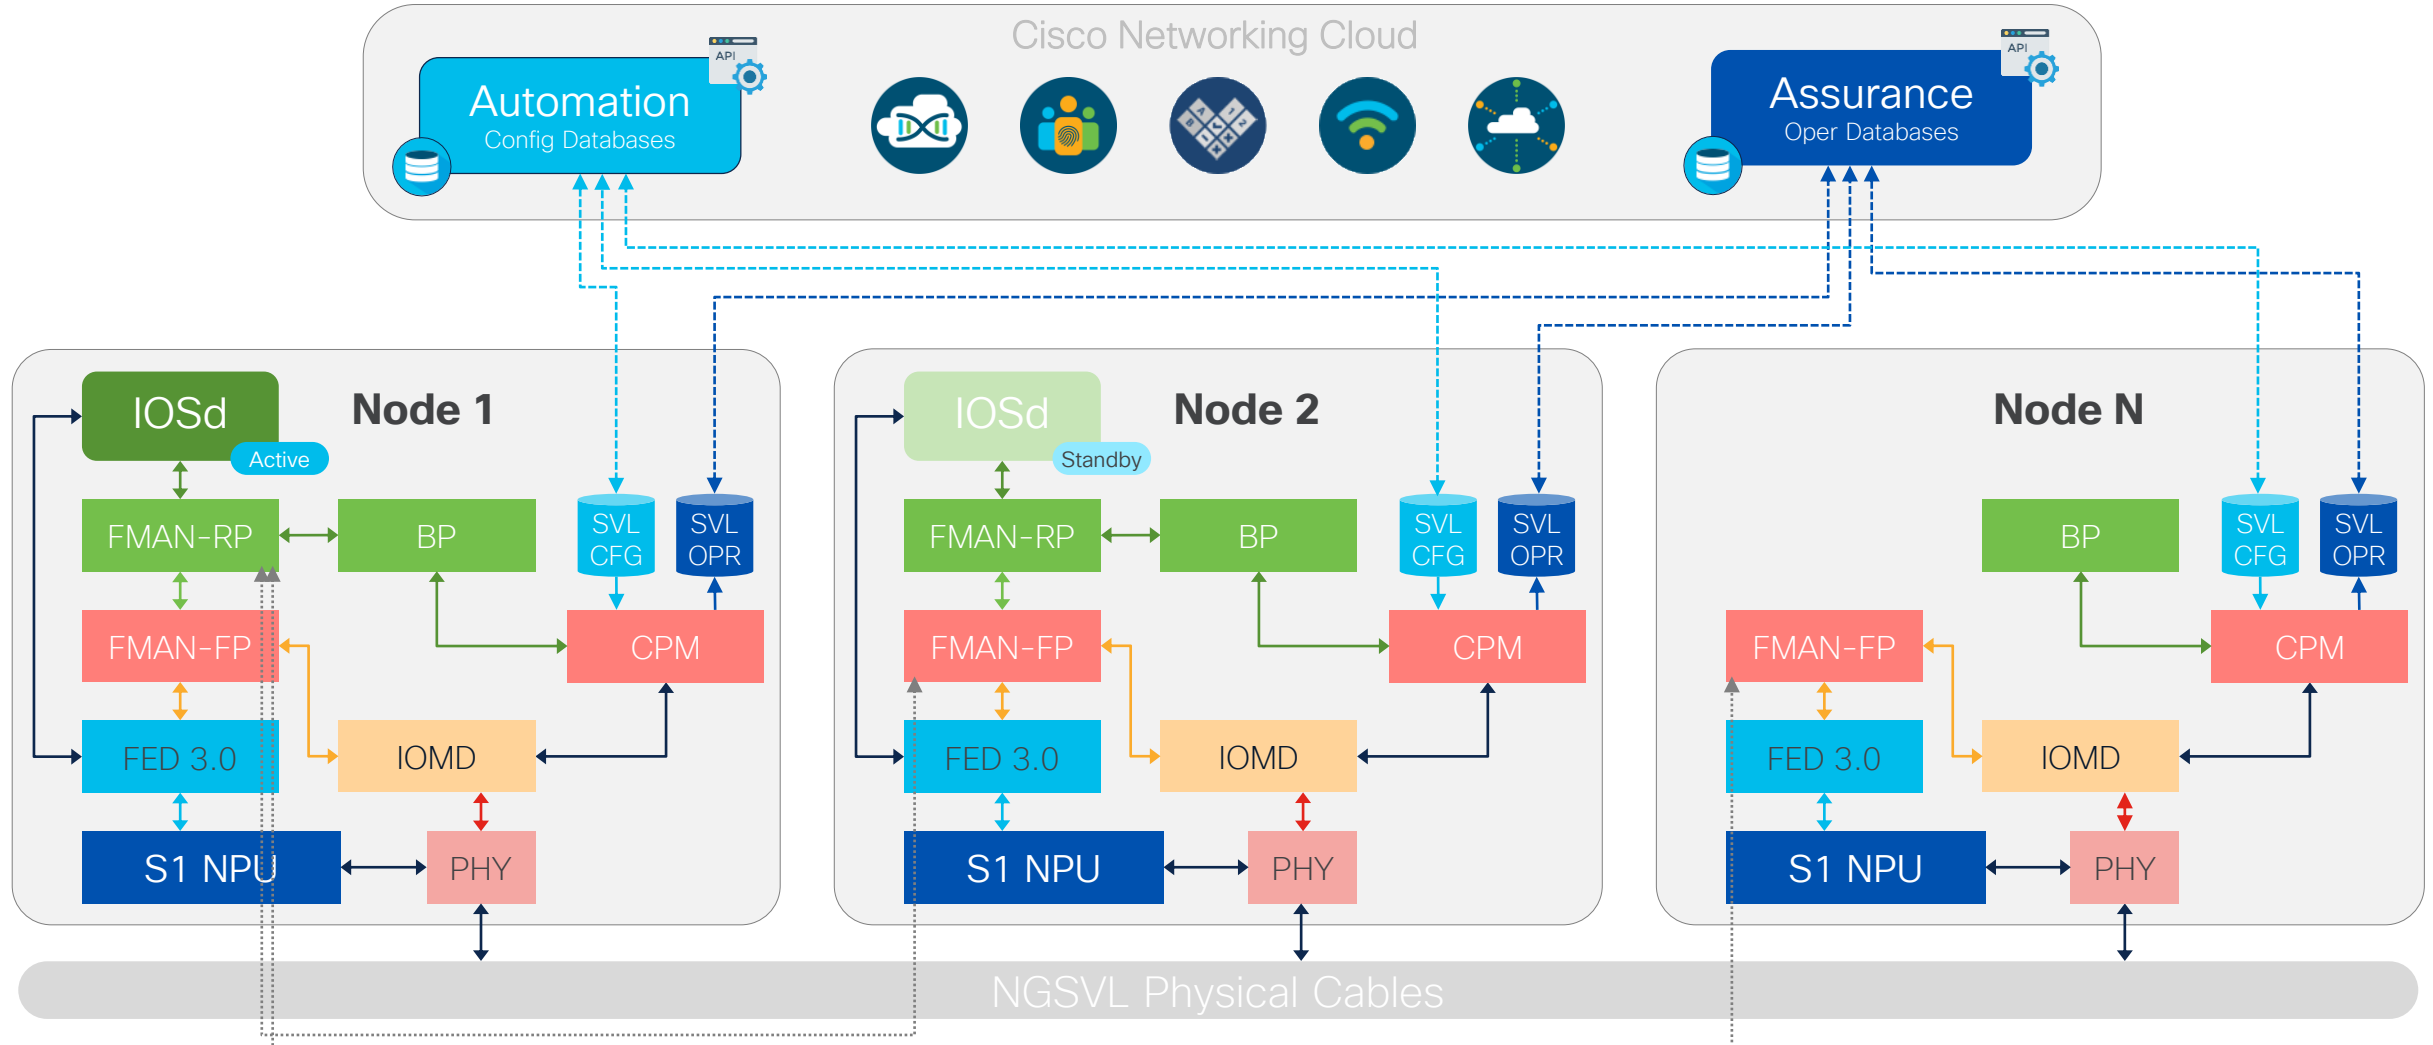 Cisco Networking Cloud
API
Automation
Config Databases
API
Assurance
Oper Databases
Node 1
IOSd
Active
FMAN-RP
BP
SVL
CFG
SVL
OPR
FMAN-FP
CPM
FED 3.0
IOMD
S1 NPU
PHY
Node 2
IOSd
Standby
FMAN-RP
BP
SVL
CFG
SVL
OPR
FMAN-FP
CPM
FED 3.0
IOMD
S1 NPU
PHY
Node N
BP
SVL
CFG
SVL
OPR
FMAN-FP
CPM
FED 3.0
IOMD
S1 NPU
PHY
NGSVL Physical Cables